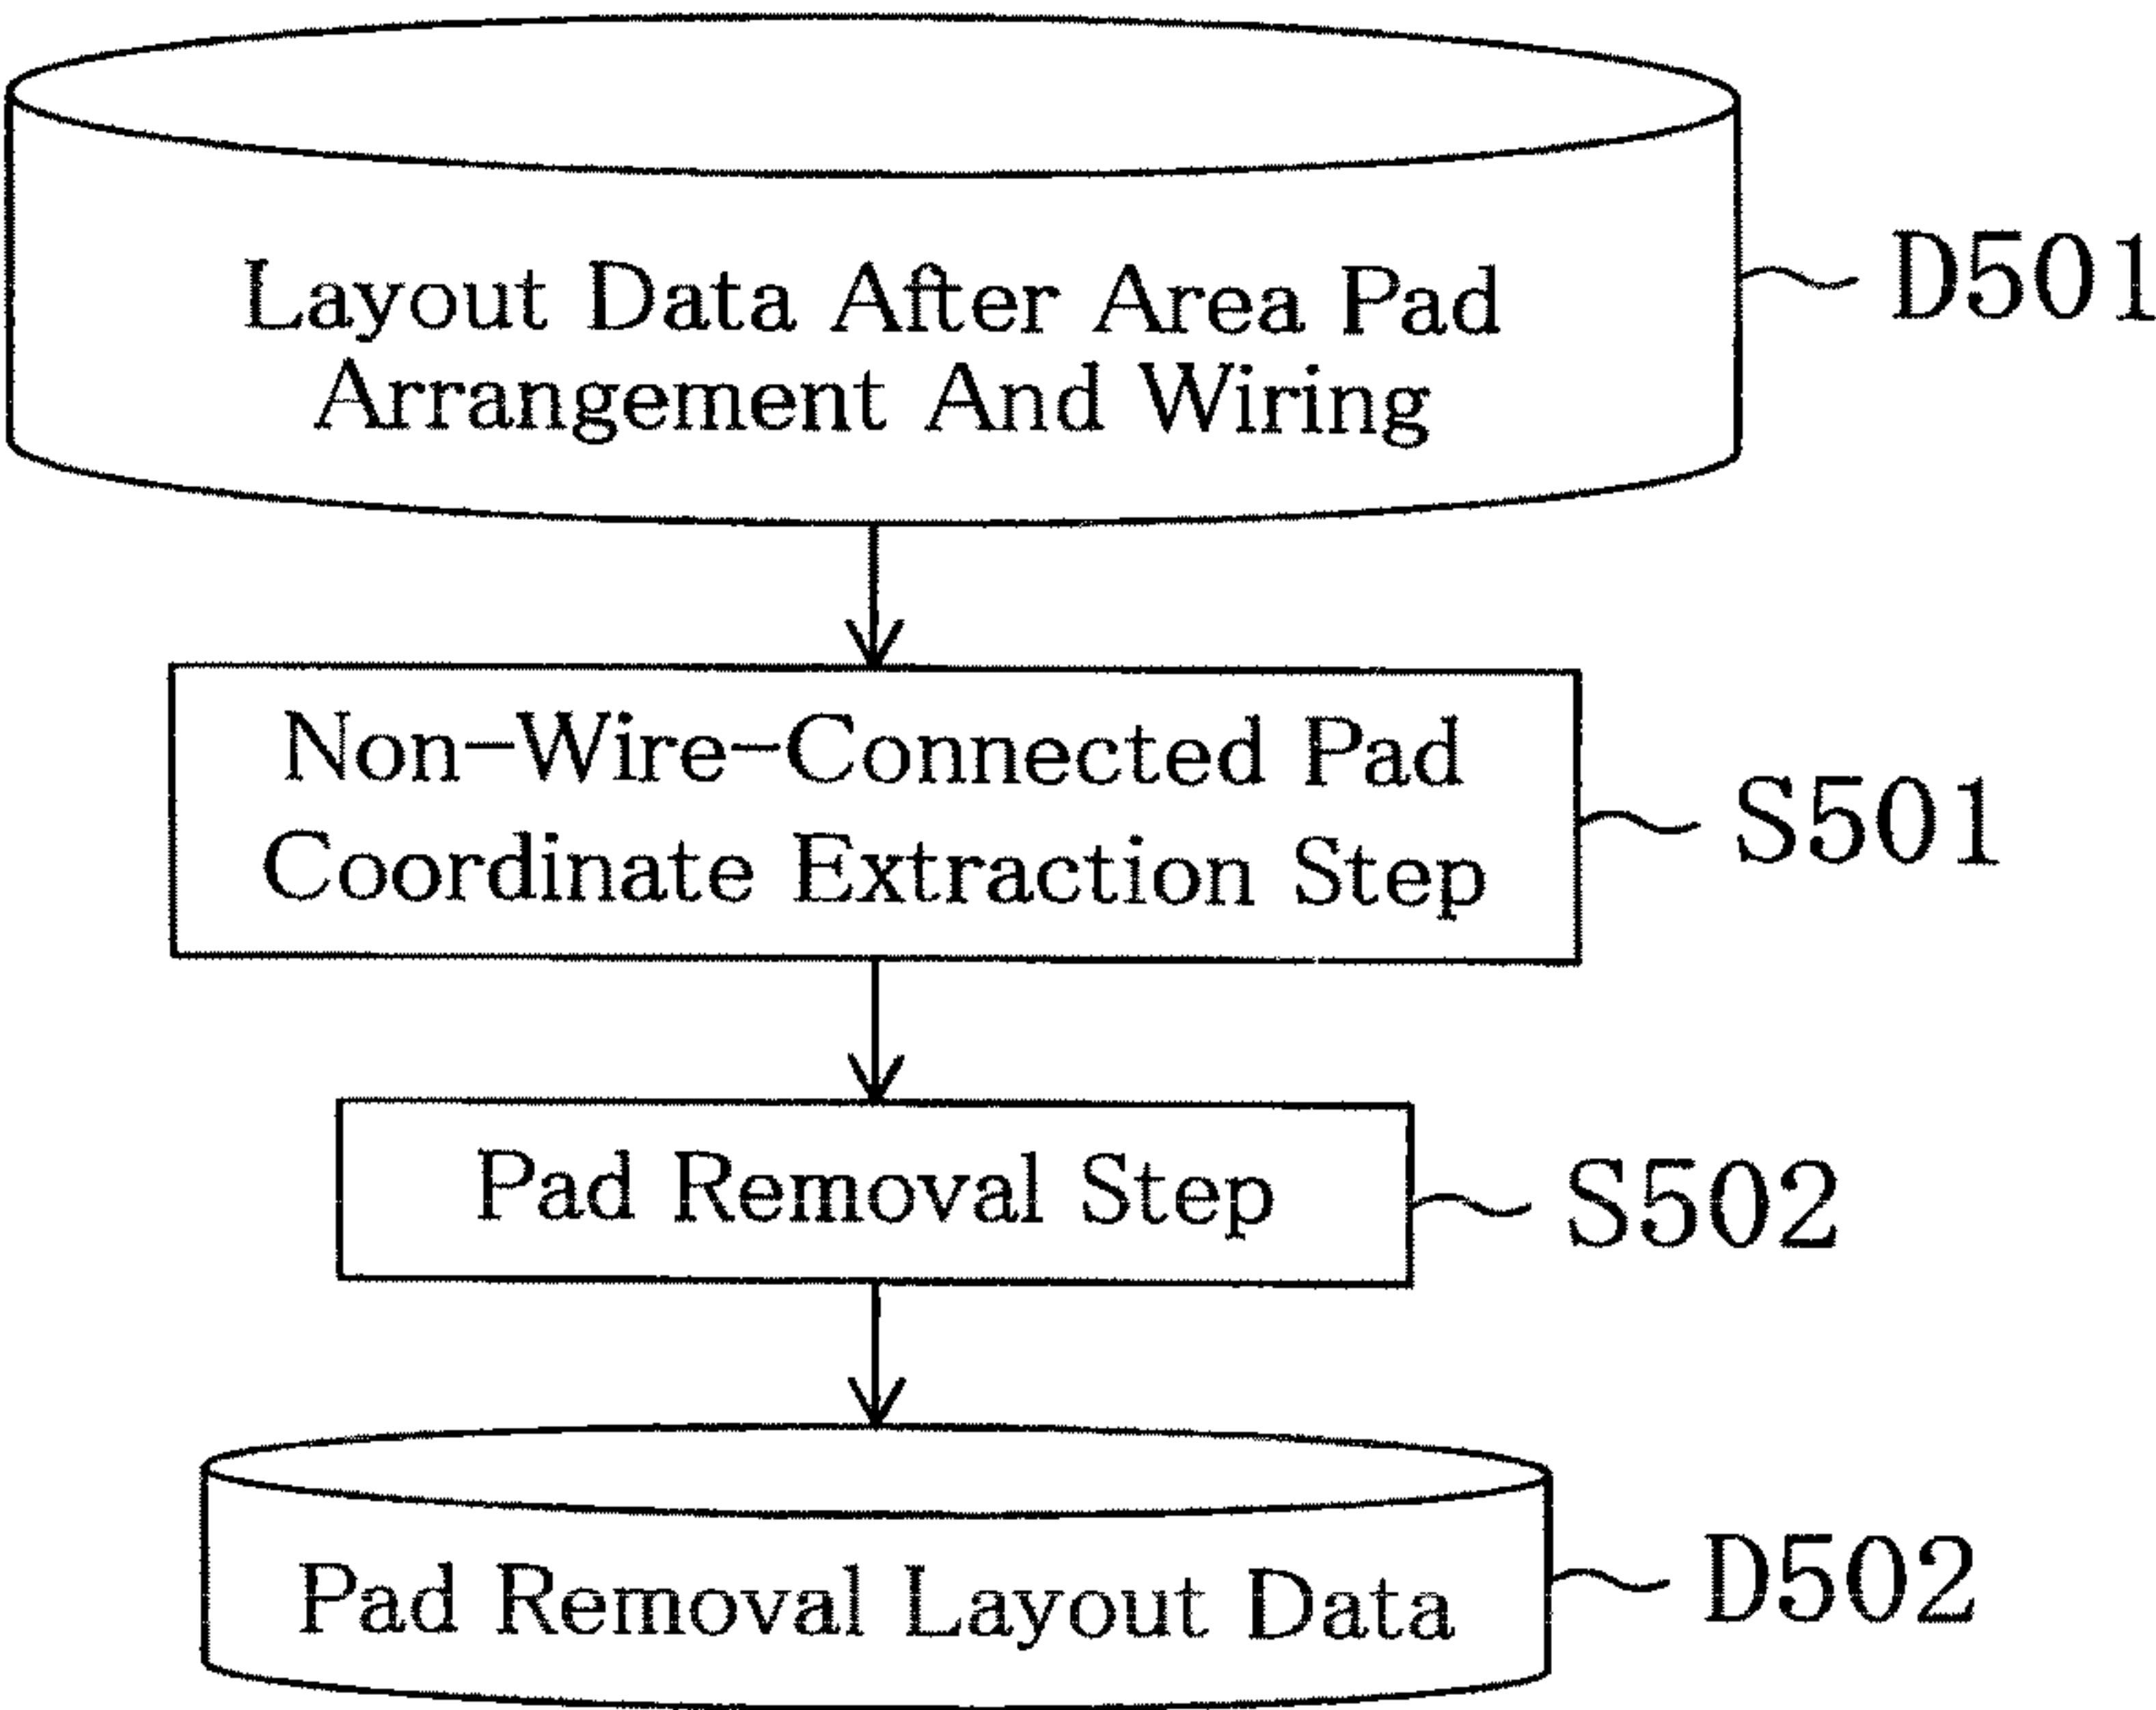 Layout Data After Area Pad
Arrangement And Wiring
D501
Non-Wire-Connected Pad
Coordinate Extraction Step
S501
Pad Removal Step
S502
Pad Removal Layout Data
D502